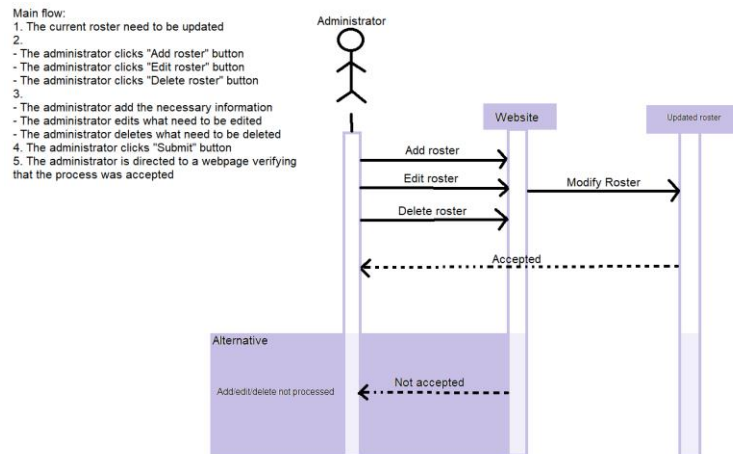 Main flow:
1. The current roster need to be updated
2.
- The administrator clicks "Add roster" button
- The administrator clicks "Edit roster" button
- The administrator clicks "Delete roster" button
3.
- The administrator add the necessary information
- The administrator edits what need to be edited
- The administrator deletes what need to be deleted
4. The administrator clicks "Submit" button
5. The administrator is directed to a webpage verifying
that the process was accepted
Administrator
Website
Updated roster
Add roster
Edit roster
Modify Roster
Delete roster
Accepted
Alternative
Not accepted
Add/edit/delete not processed